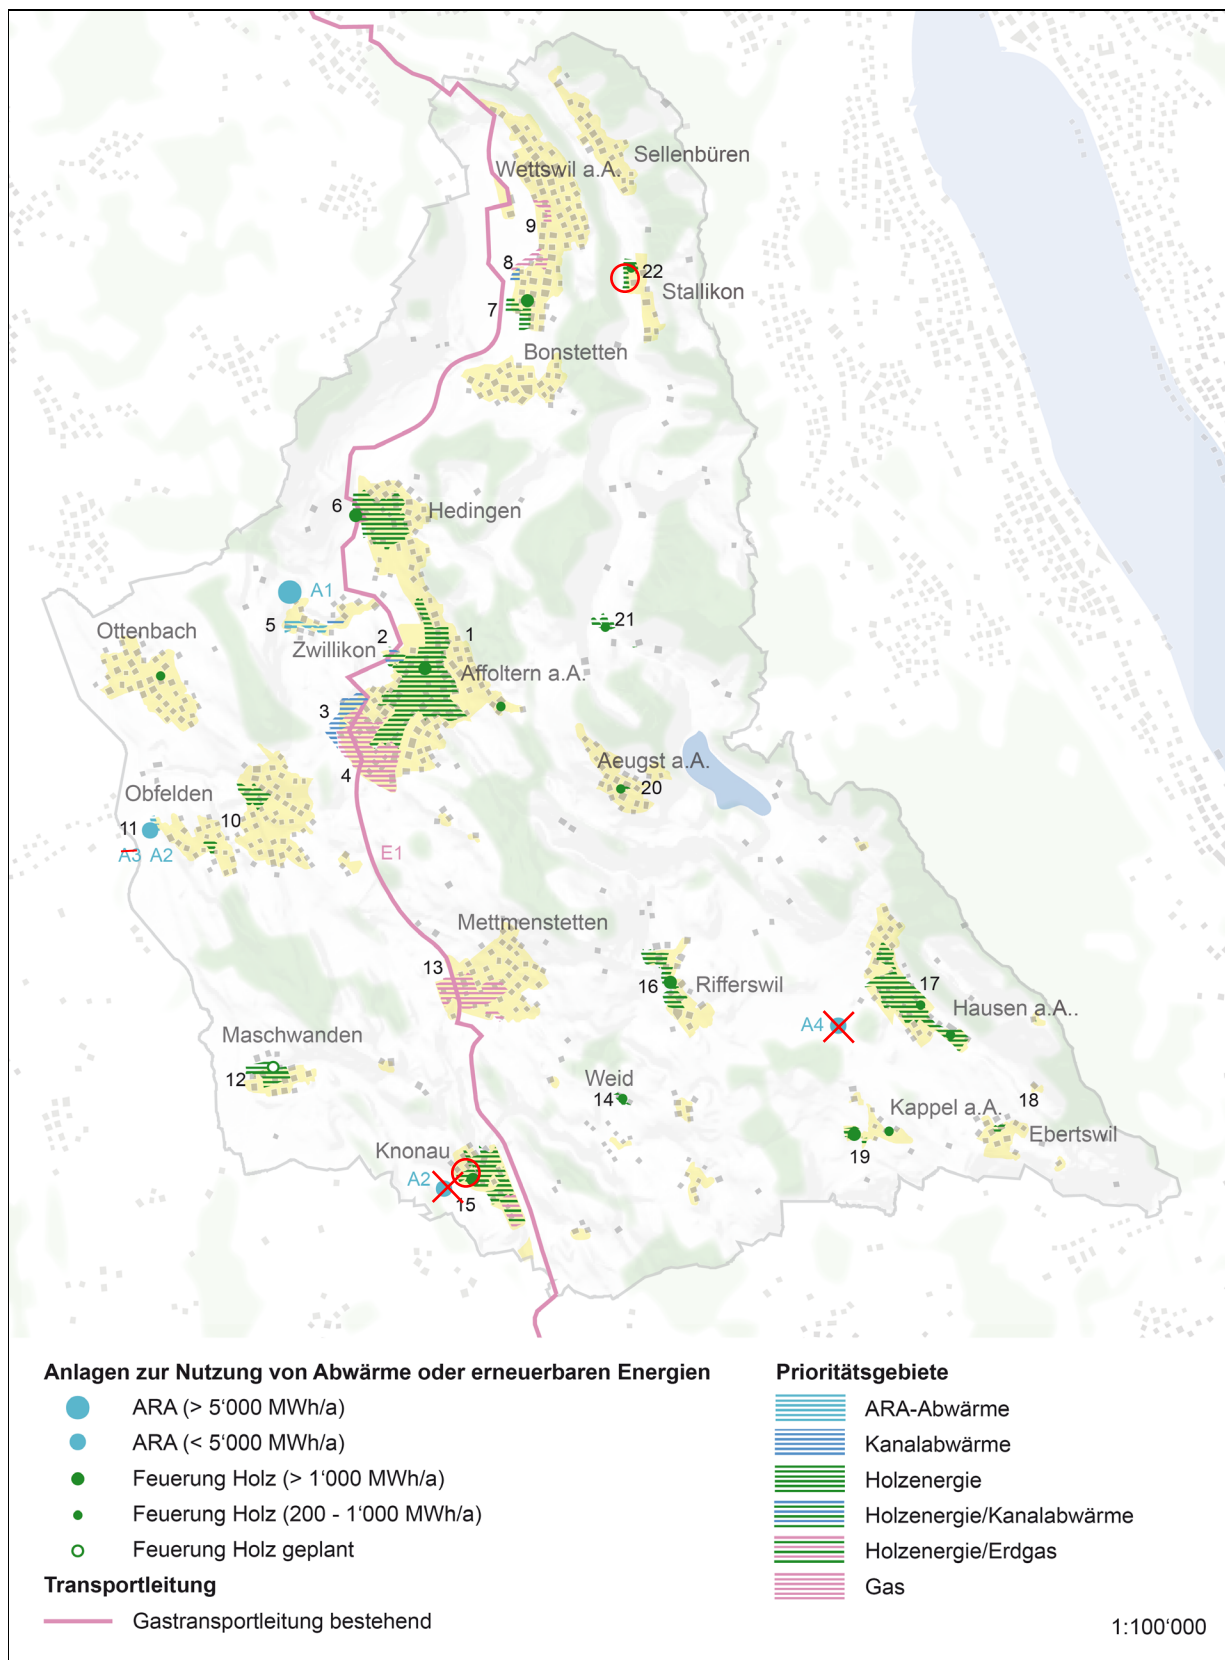 Sellenbüren
Wettswil a.A.
9
8
22
Stallikon
7
Bonstetten
6
Hedingen
A1
5
Ottenbach
Zwillikon
2
1
21
Affoltern a.A.
3
4
Aeugst a.A.
20
Obfelden
10
11
A3 A2
E1
Mettmenstetten
13
16
Rifferswil
17
Hausen a.A..
A4
Maschwanden
12
Weid
14
Kappel a.A.
18
Ebertswil
19
Knonau
A2
15
Anlagen zur Nutzung von Abwärme oder erneuerbaren Energien
ARA (> 5‘000 MWh/a)
ARA (< 5‘000 MWh/a)
Feuerung Holz (> 1‘000 MWh/a)
Feuerung Holz (200 - 1‘000 MWh/a)
Feuerung Holz geplant
Transportleitung
Gastransportleitung bestehend
Prioritätsgebiete
ARA-Abwärme
Kanalabwärme
Holzenergie
Holzenergie/Kanalabwärme
Holzenergie/Erdgas
Gas
1:100‘000